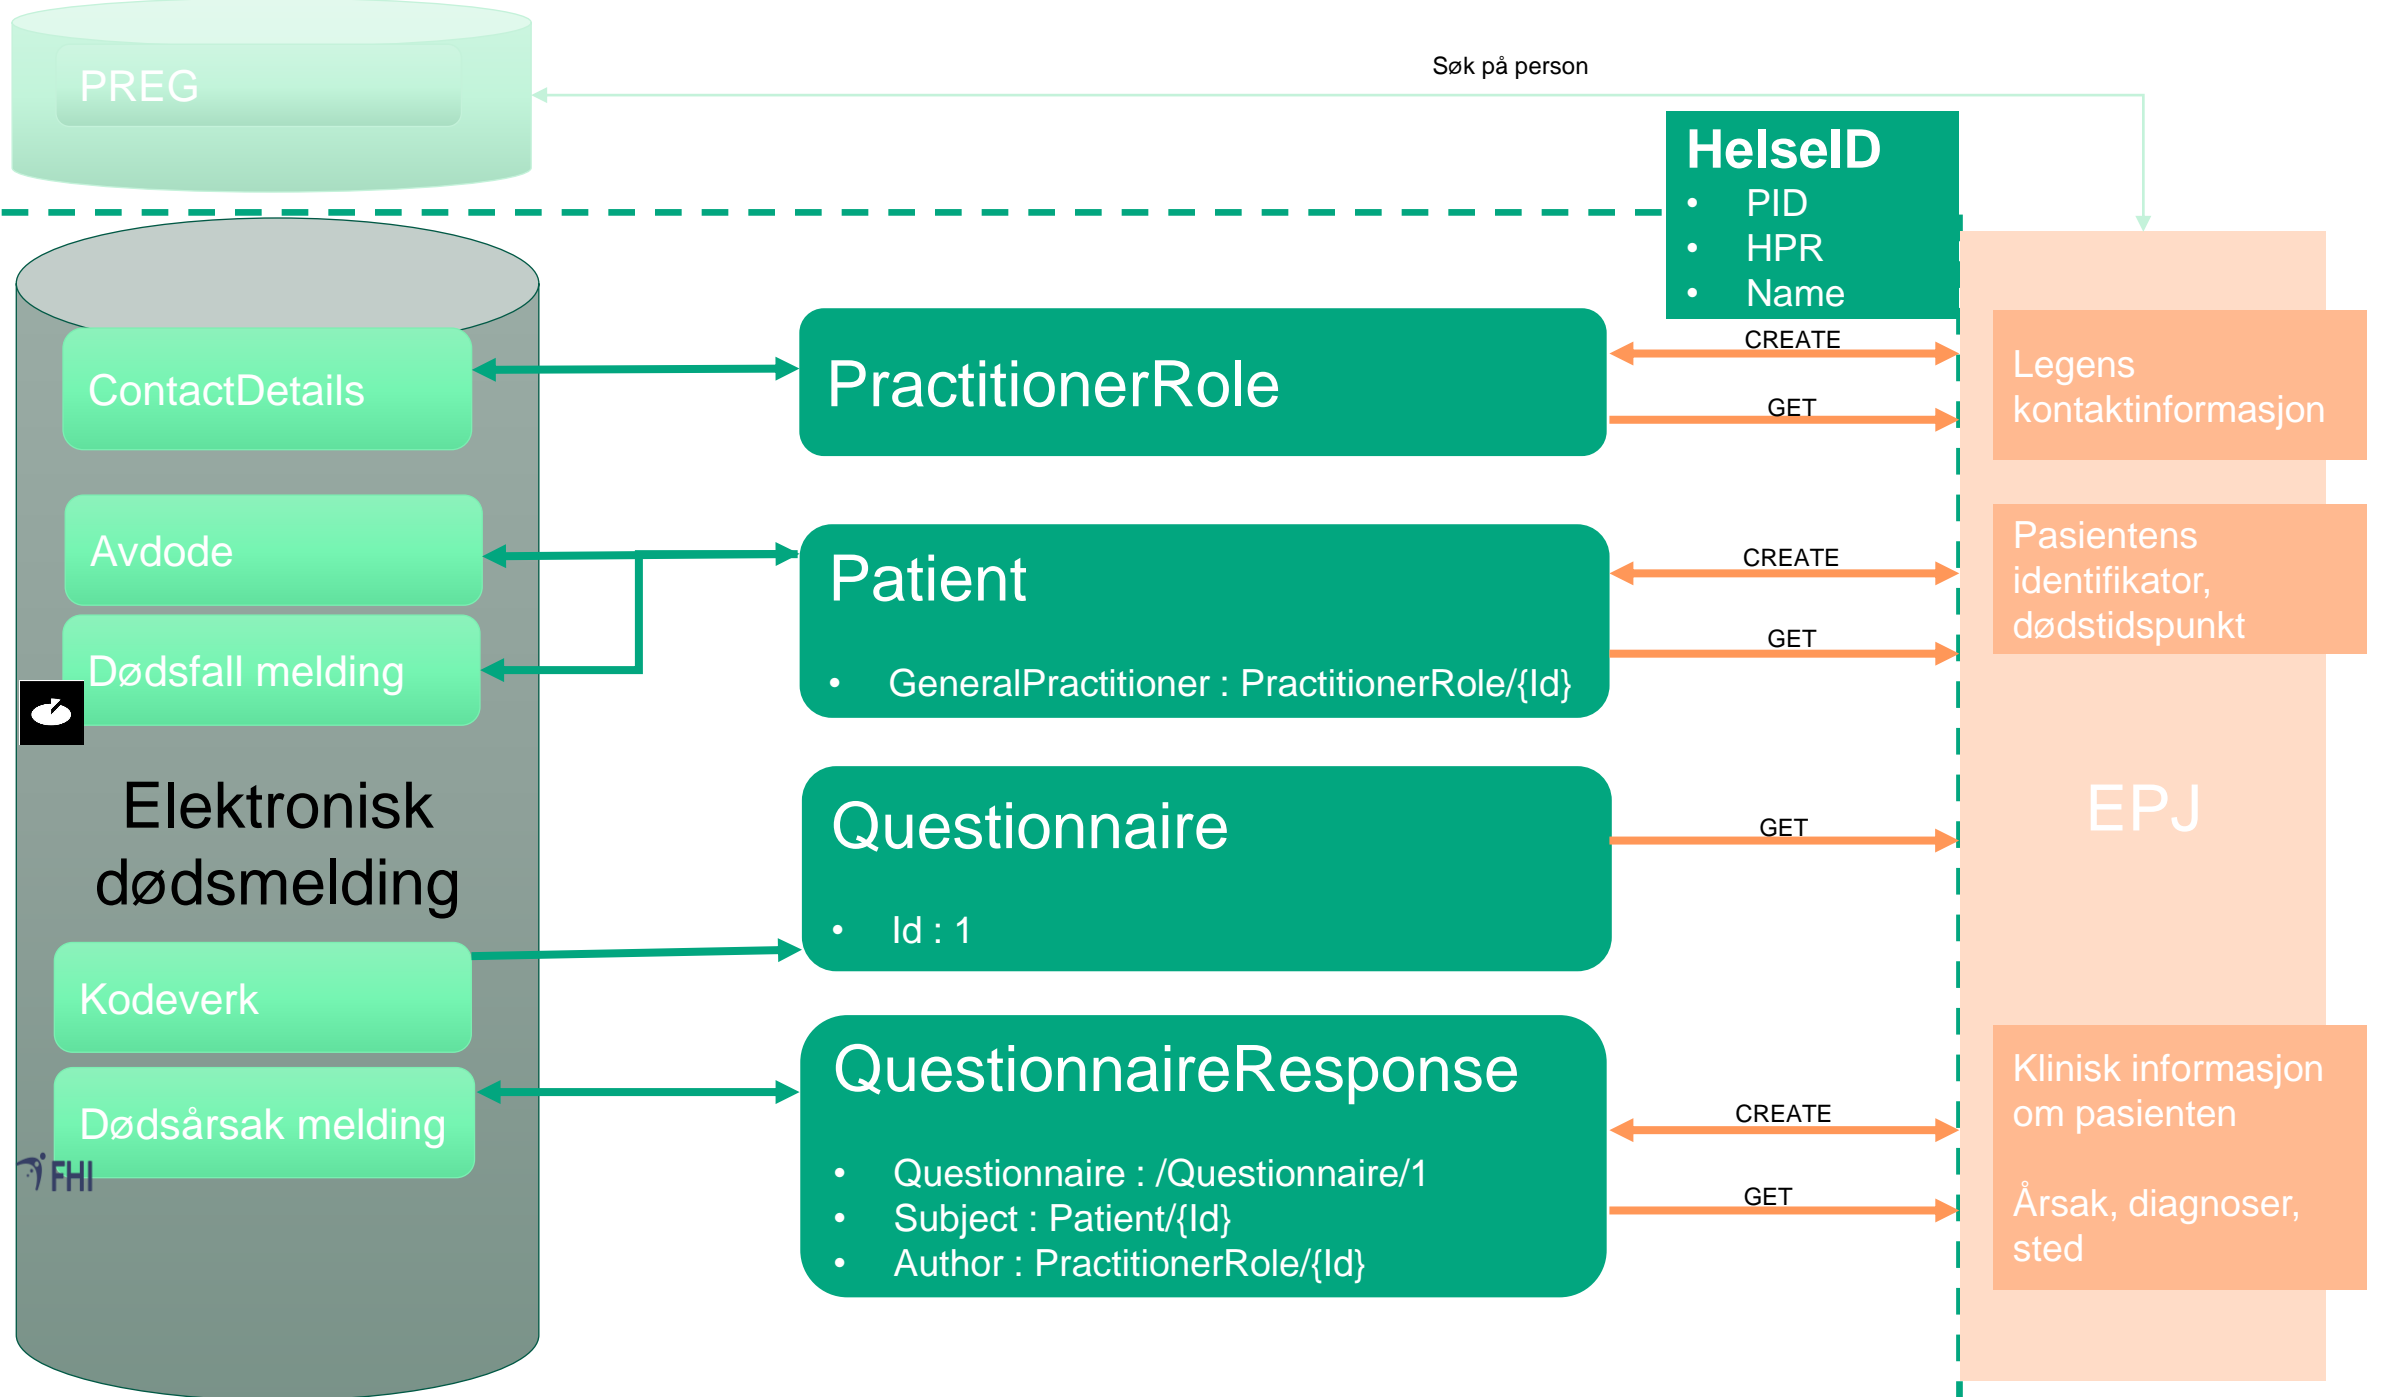 PREG
Søk på person
HelseID
• PID
• HPR
• Name
ContactDetails
Avdode
Dødsfall melding
Elektronisk
dødsmelding
Kodeverk
Dødsårsak melding
FHI
PractitionerRole
Patient
• GeneralPractitioner : PractitionerRole/{Id}
Questionnaire
• Id : 1
QuestionnaireResponse
• Questionnaire : /Questionnaire/1
• Subject : Patient/{Id}
• Author : PractitionerRole/{Id}
CREATE
GET
CREATE
GET
GET
CREATE
GET
Legens
kontaktinformasjon
Pasientens
identifikator,
dødstidspunkt
EPJ
Klinisk informasjon
om pasienten
Årsak, diagnoser,
sted